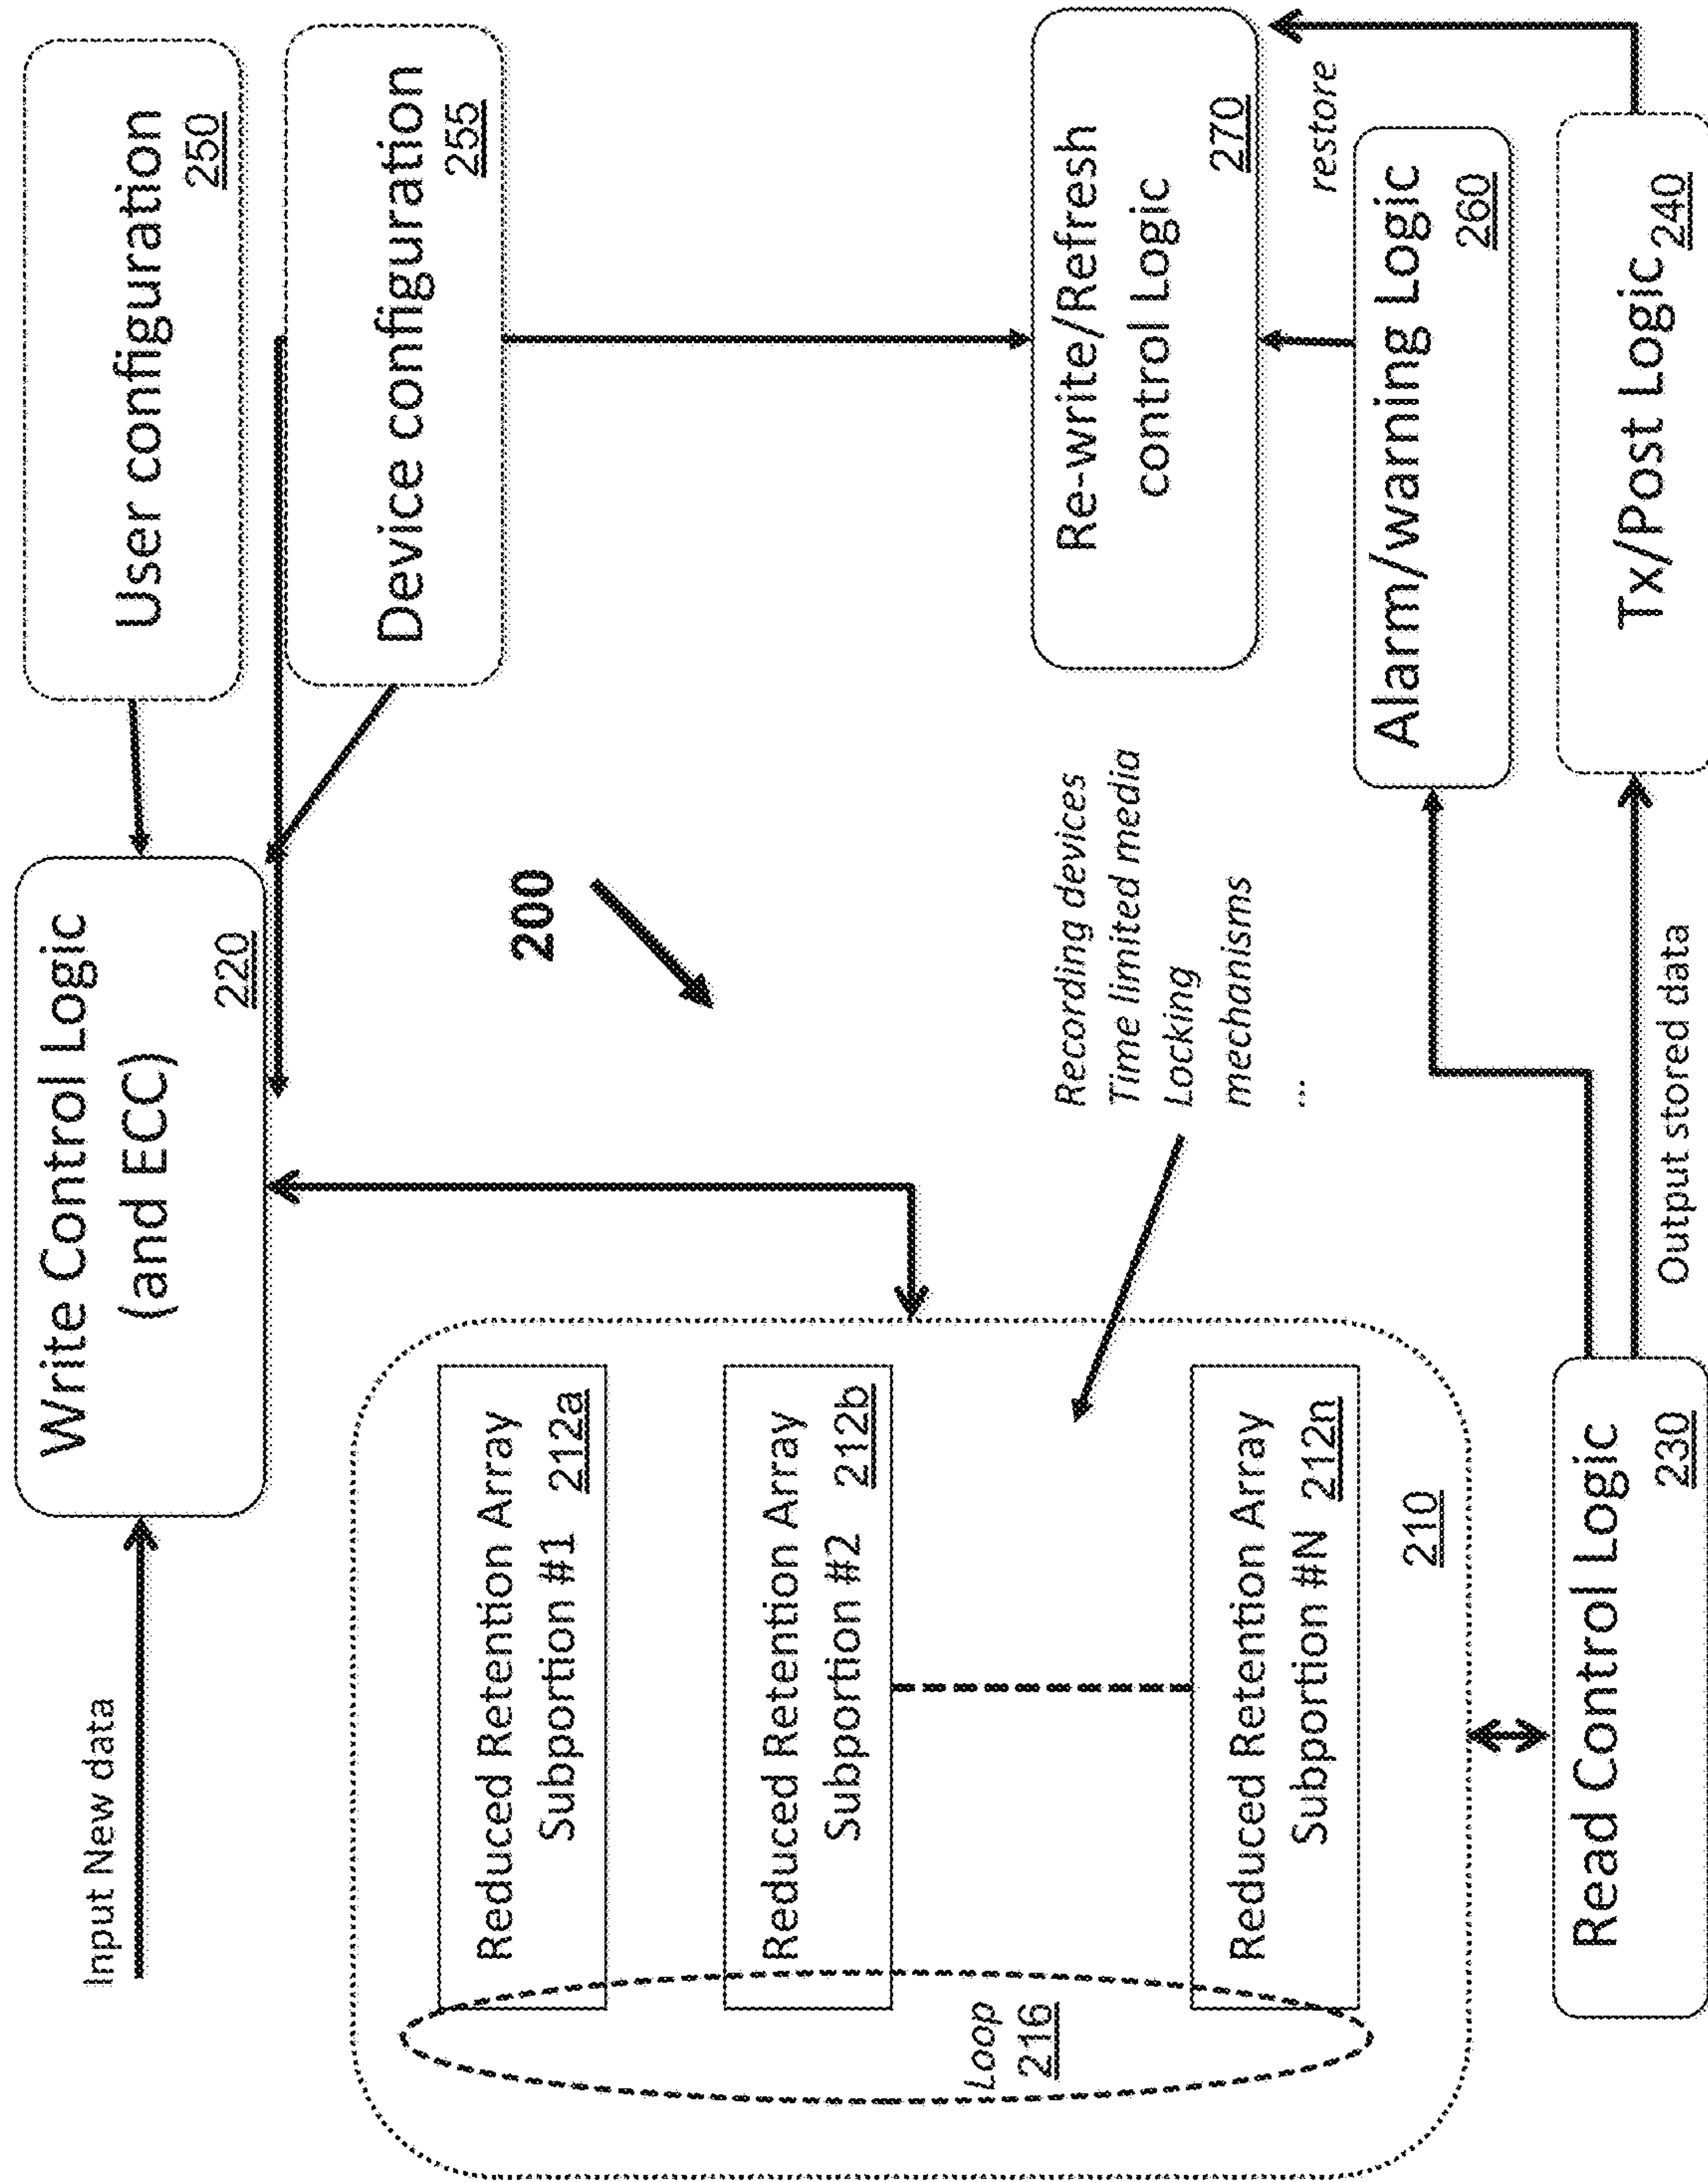 Input New data
Write Control Logic
(and ECC)
220
User configuration
250
Device configuration
255
200
Reduced Retention Array
Subportion #1 212a
Reduced Retention Array
Subportion #2 212b
Reduced Retention Array
Subportion #N 212n
Loop
216
210
Recording devices
Time limited media
Locking
mechanisms
...
Re-write/Refresh
control Logic
270
restore
Alarm/warning Logic
260
Read Control Logic
230
Output stored data
Tx/Post Logic 240